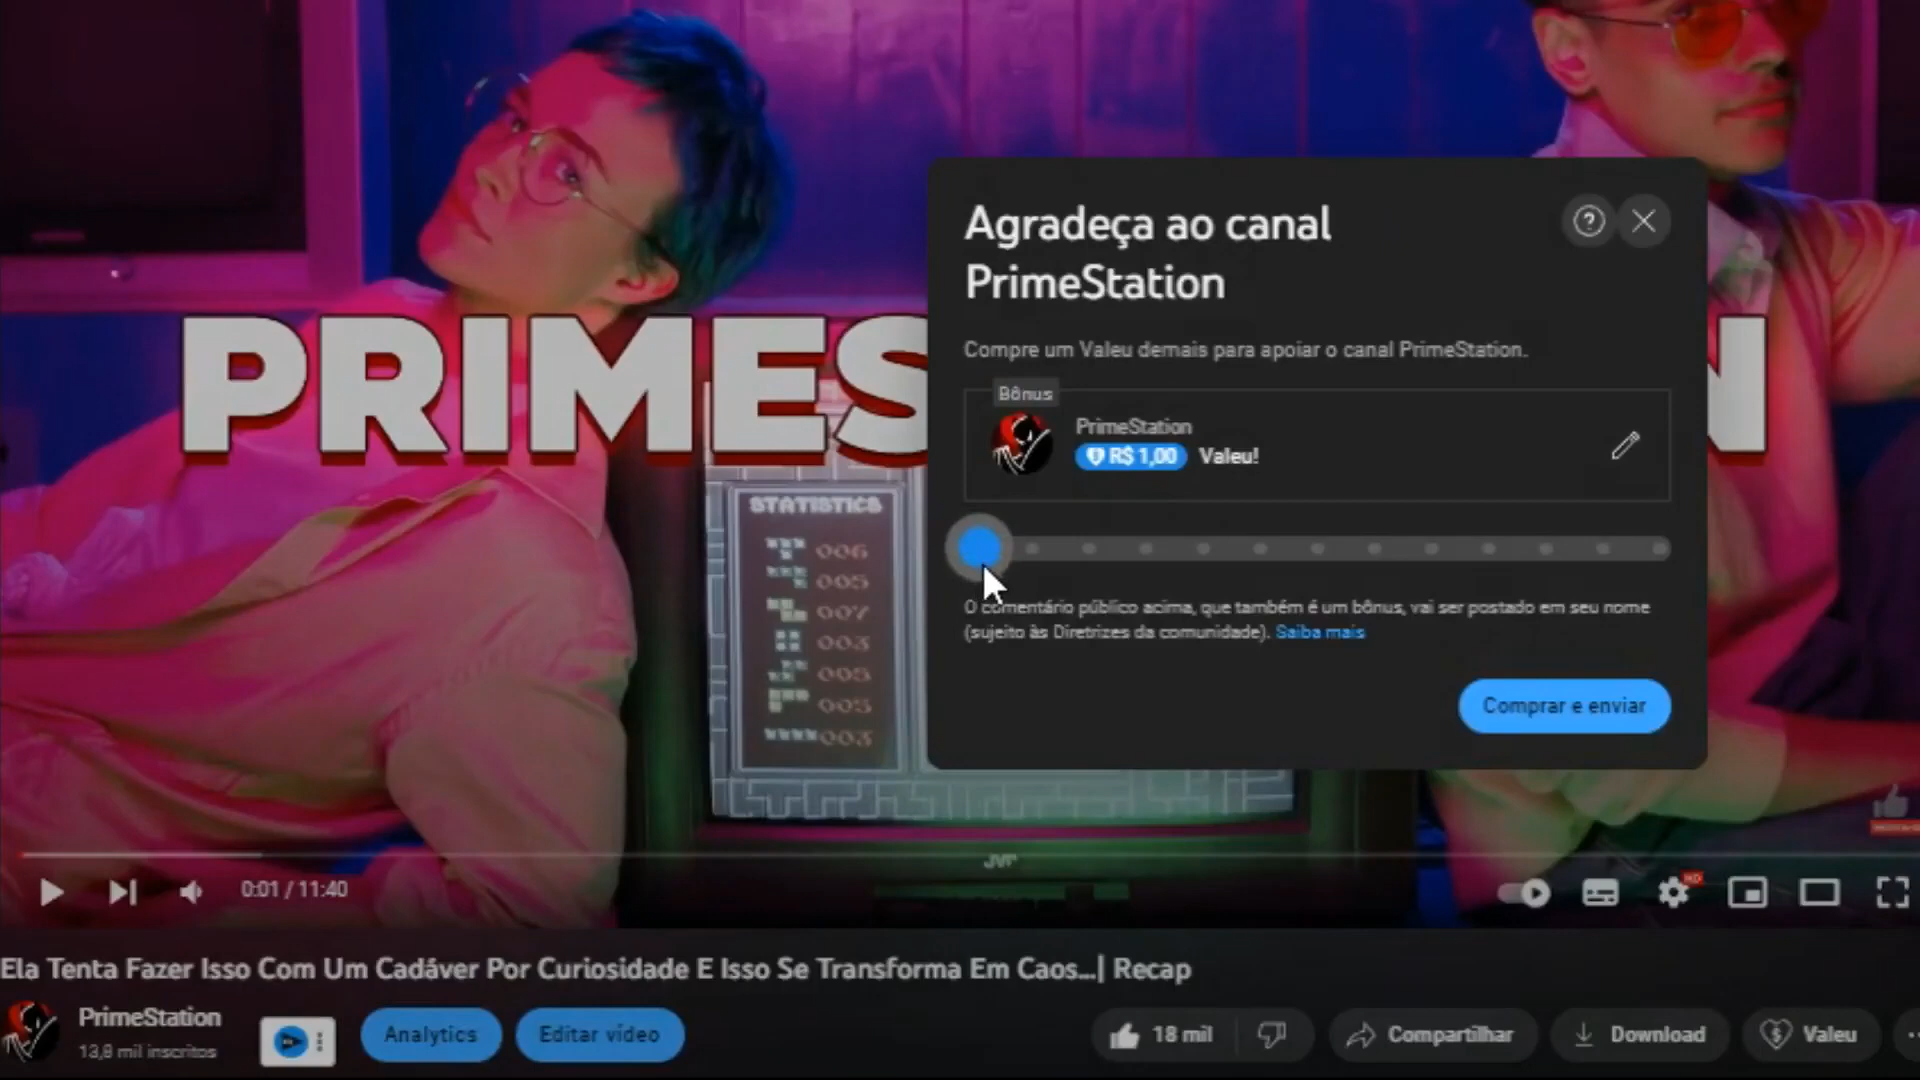 Agradeça ao canal
PrimeStation
Compre um Valeu demais para apoiar o canal PrimeStation.
Bônus
PrimeStation
R$ 1,00 Valeu!
PRIMES
N
STATISTICS
006
005
007
003
005
005
003
O comentário público acima, que também é um bônus, vai ser postado em seu nome
(sujeito às Diretrizes da comunidade). Saiba mais
Comprar e enviar
JVC
0:01 / 11:40
HD
Ela Tenta Fazer Isso Com Um Cadáver Por Curiosidade E Isso Se Transforma Em Caos...| Recap
PrimeStation
13,9 mil inscritos
Analytics
Editar vídeo
18 mil
Compartilhar
Download
Valeu